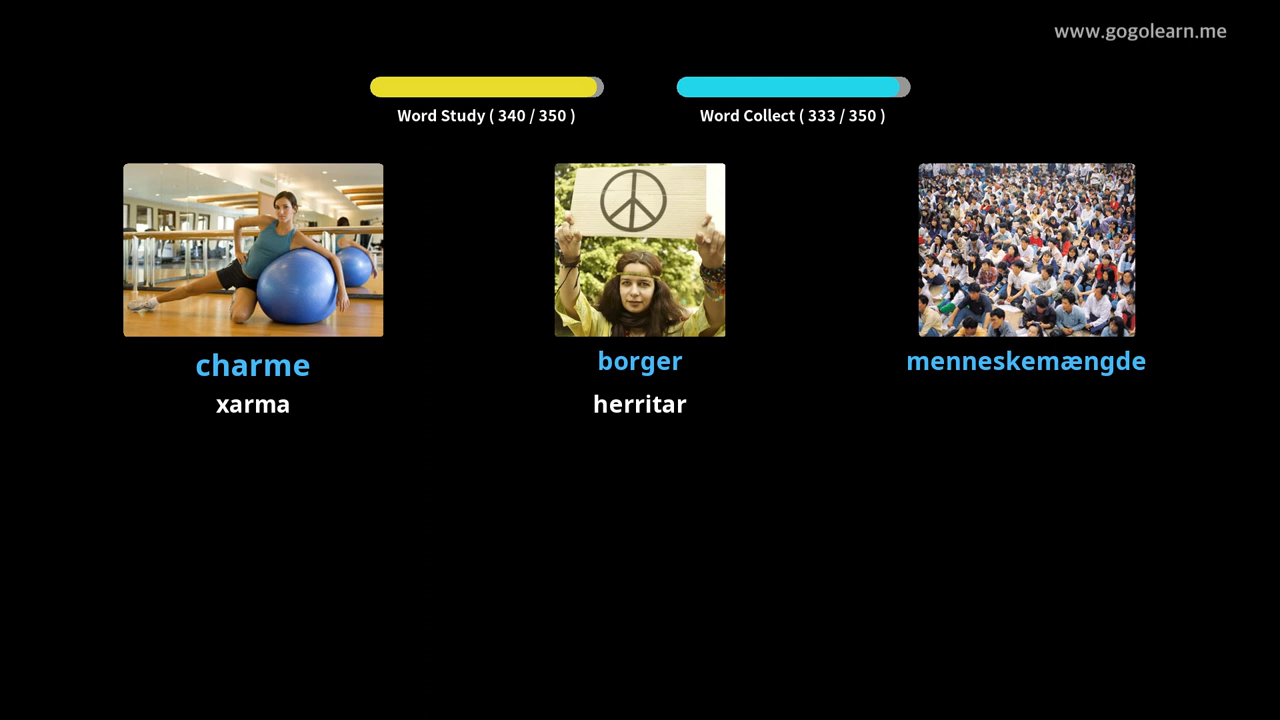 www.gogolearn.me
Word Study ( 340 / 350 )
Word Collect ( 333 / 350 )
charme
borger
menneskemængde
xarma
herritar